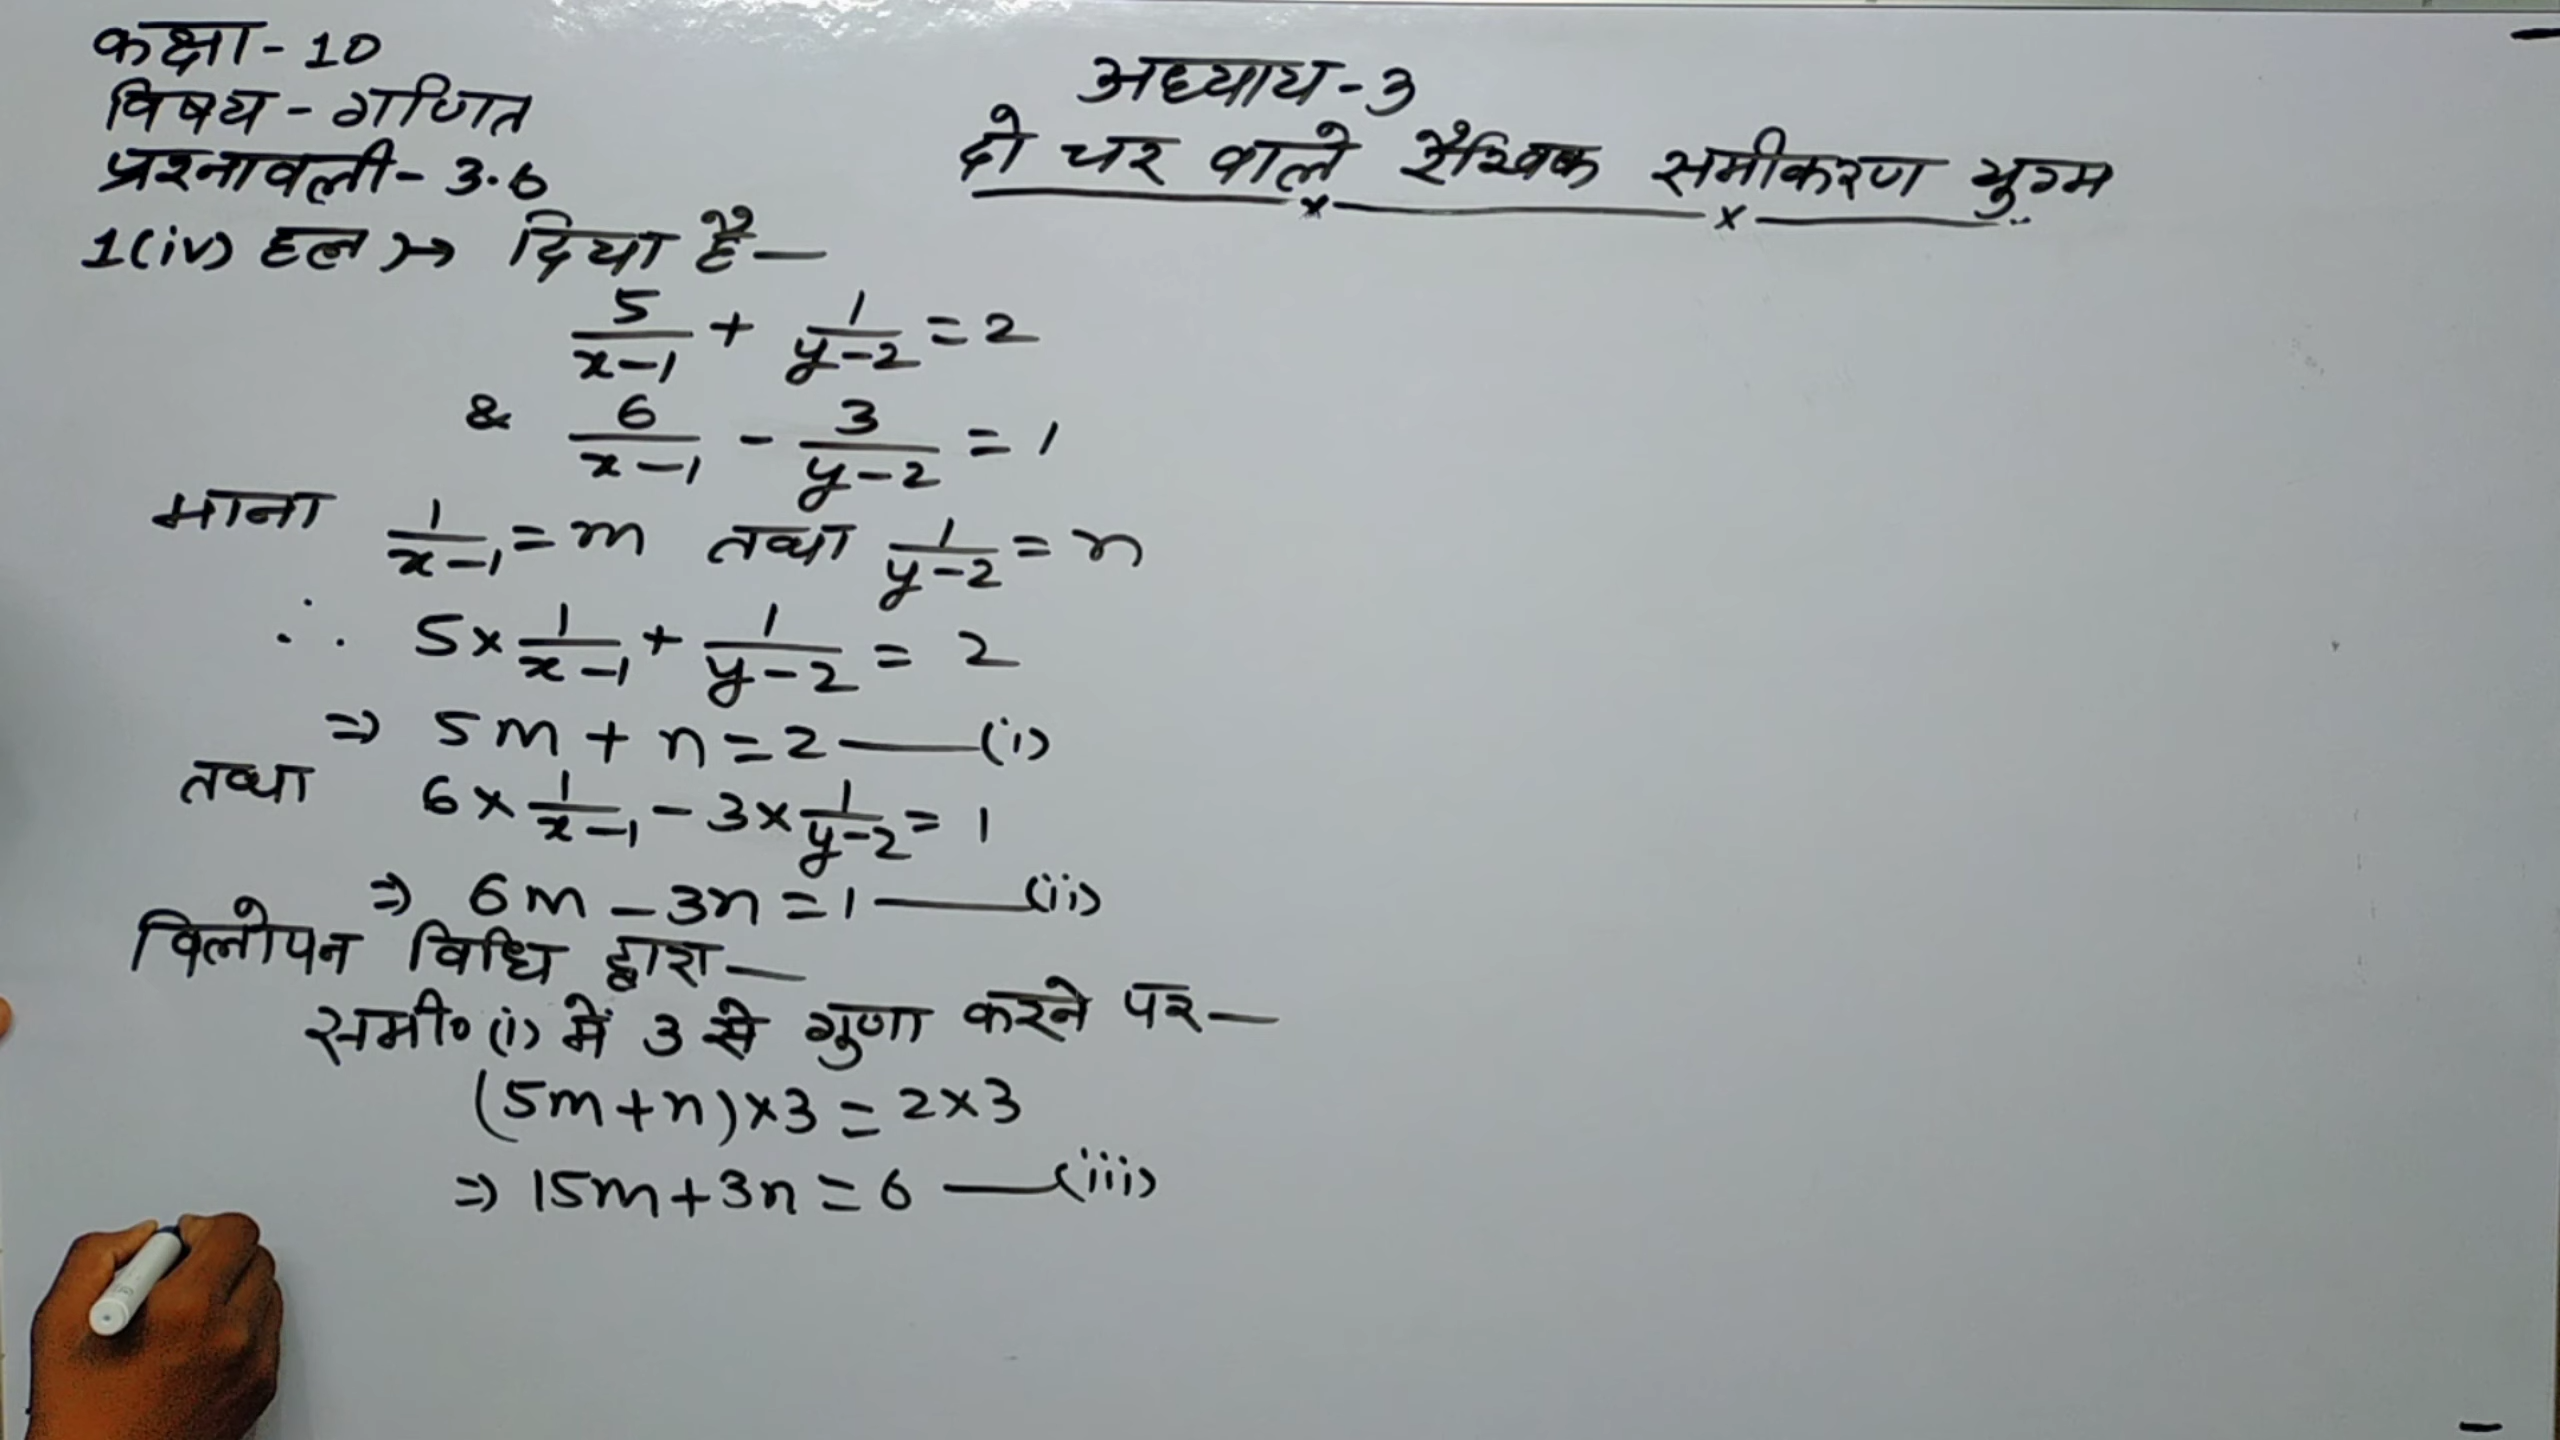 कक्षा - 10
विषय - गणित
प्रश्नावली - 3.6
अध्याय - 3
दो चर वाले रैखिक समीकरण युग्म
1(iv) हल → दिया है —
5/(x-1) + 1/(y-2) = 2
& 6/(x-1) - 3/(y-2) = 1
माना 1/(x-1) = m तथा 1/(y-2) = n
∴ 5 × 1/(x-1) + 1/(y-2) = 2
⇒ 5m + n = 2 —— (i)
तथा 6 × 1/(x-1) - 3 × 1/(y-2) = 1
⇒ 6m - 3n = 1 —— (ii)
विलोपन विधि द्वारा —
समी० (i) में 3 से गुणा करने पर —
(5m + n) × 3 = 2 × 3
⇒ 15m + 3n = 6 —— (iii)